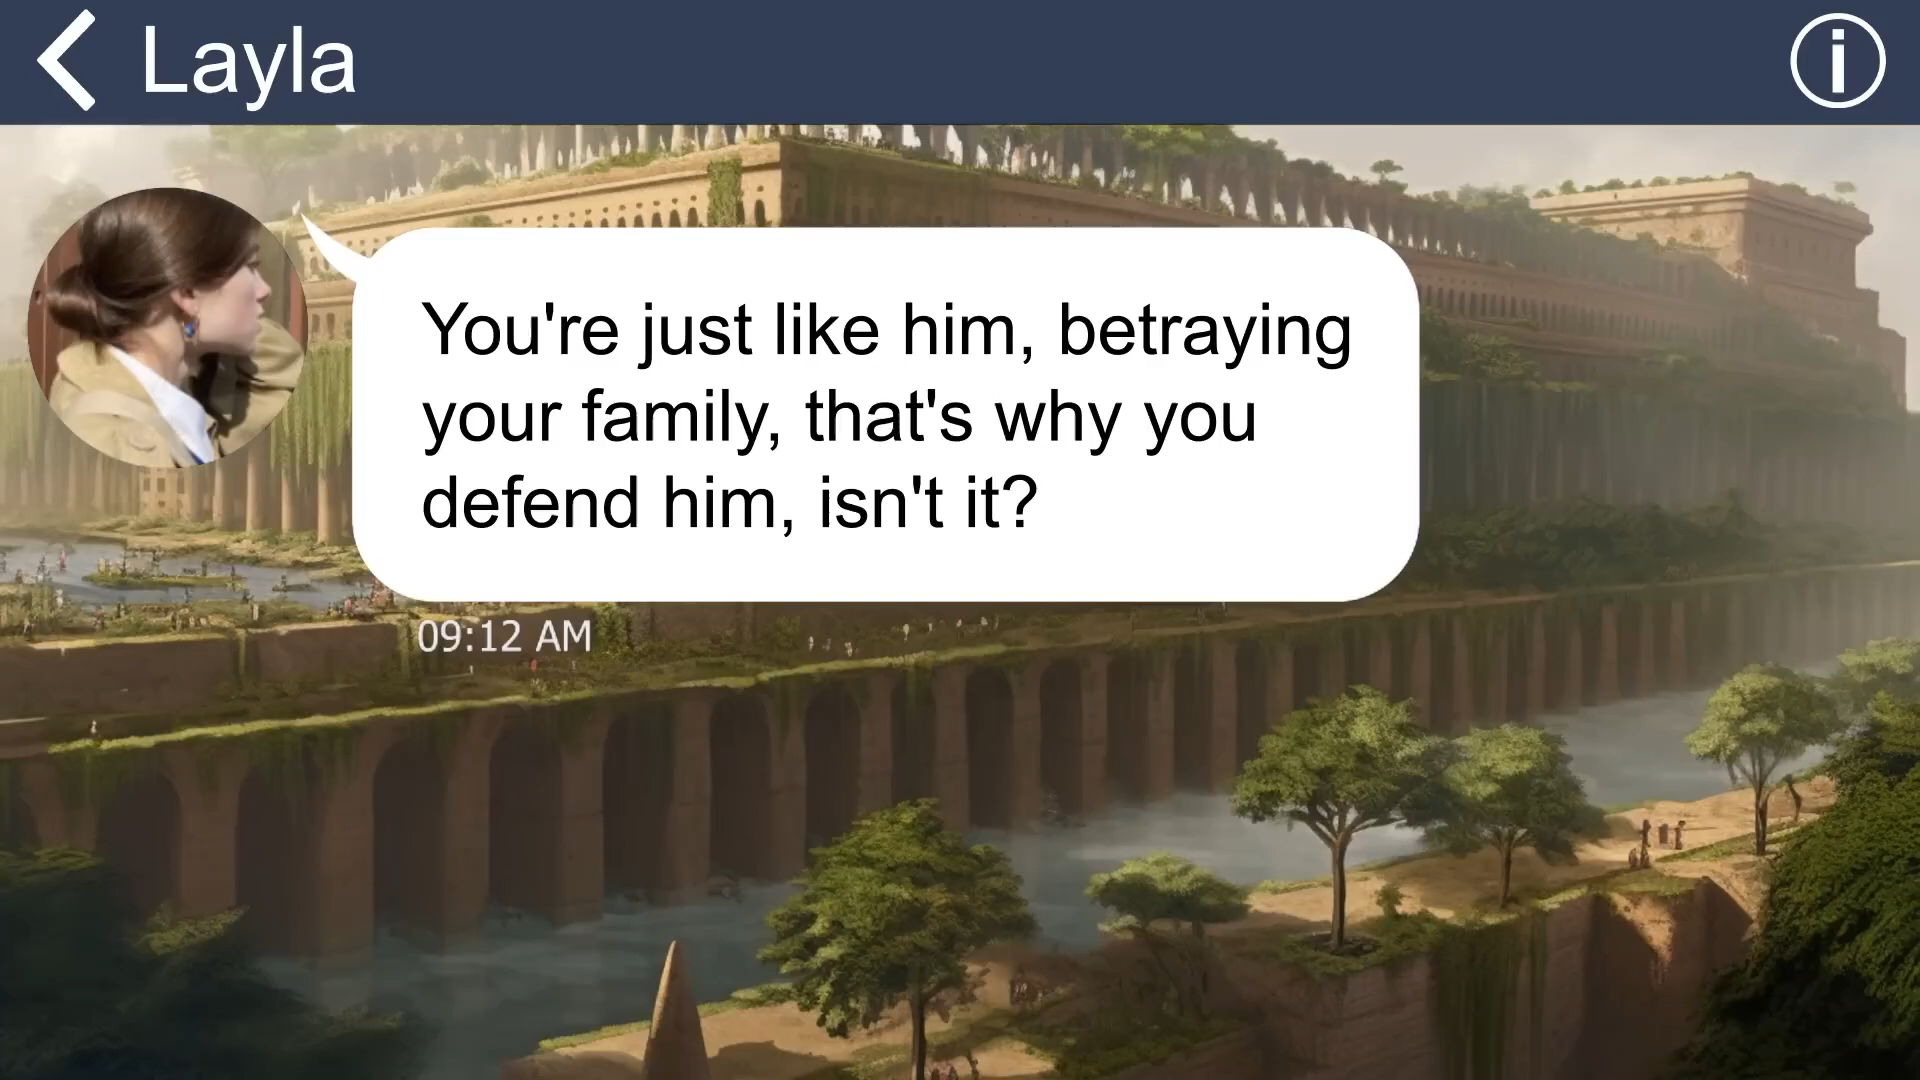 Layla
You're just like him, betraying
your family, that's why you
defend him, isn't it?
09:12 AM